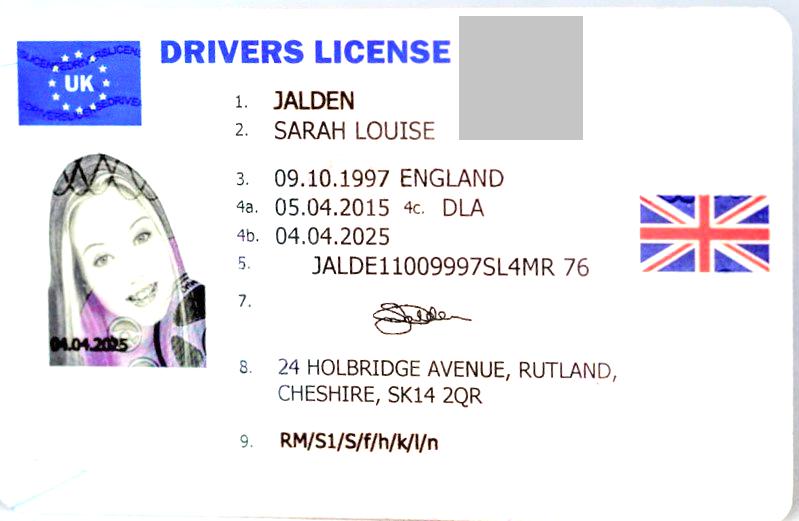 DRIVERS LICENSE
UK
1. JALDEN
2. SARAH LOUISE
3. 09.10.1997 ENGLAND
4a. 05.04.2015 4c. DLA
4b. 04.04.2025
5. JALDE11009997SL4MR 76
7. SJalden
04.04.2025
8. 24 HOLBRIDGE AVENUE, RUTLAND,
CHESHIRE, SK14 2QR
9. RM/S1/S/f/h/k/l/n